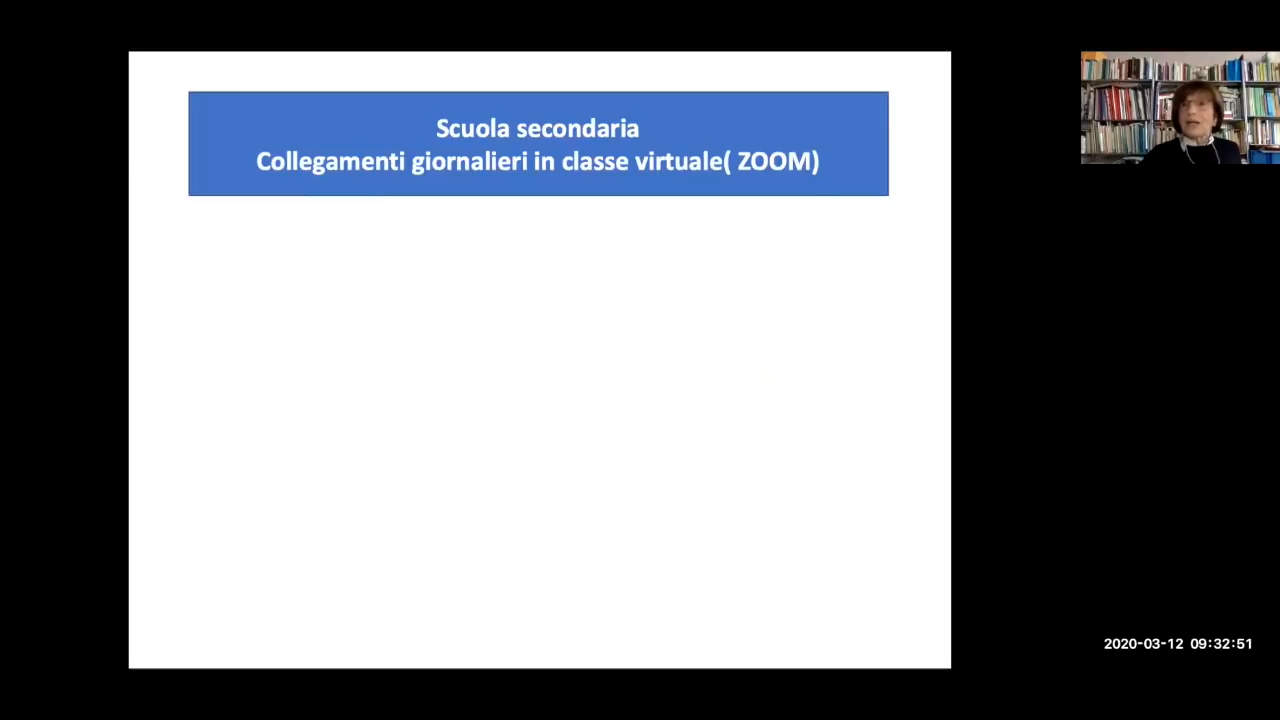 Scuola secondaria
Collegamenti giornalieri in classe virtuale( ZOOM)
2020-03-12 09:32:51